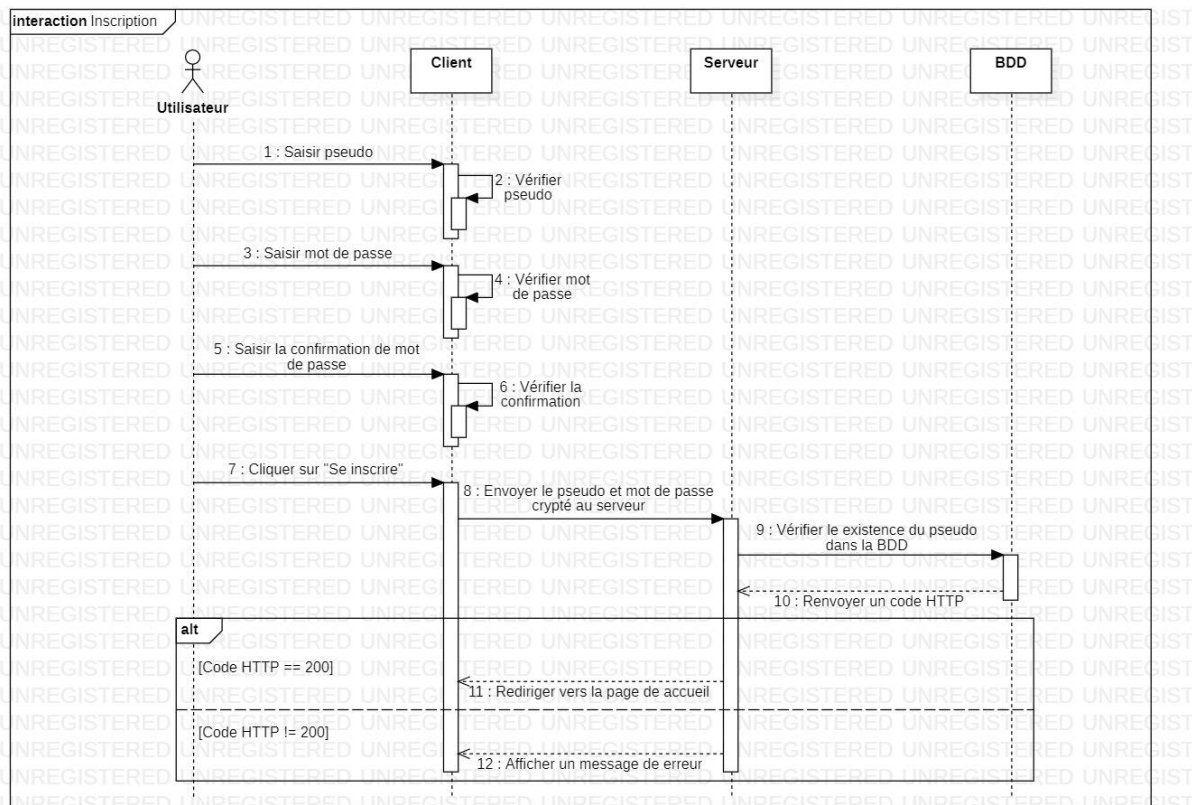 interaction Inscription
Utilisateur
Client
Serveur
BDD
1 : Saisir pseudo
2 : Vérifier
pseudo
3 : Saisir mot de passe
4 : Vérifier mot
de passe
5 : Saisir la confirmation de mot
de passe
6 : Vérifier la
confirmation
7 : Cliquer sur "Se inscrire"
8 : Envoyer le pseudo et mot de passe
crypté au serveur
9 : Vérifier le existence du pseudo
dans la BDD
10 : Renvoyer un code HTTP
alt
[Code HTTP == 200]
11 : Rediriger vers la page de accueil
[Code HTTP != 200]
12 : Afficher un message de erreur
UNREGISTERED